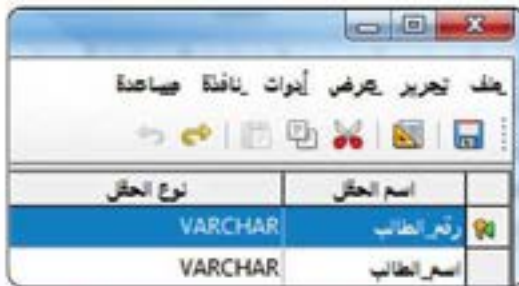 ملف تحرير عرض أدوات نافذة مساعدة
اسم الحقل نوع الحقل
رقم_الطالب VARCHAR
اسم_الطالب VARCHAR